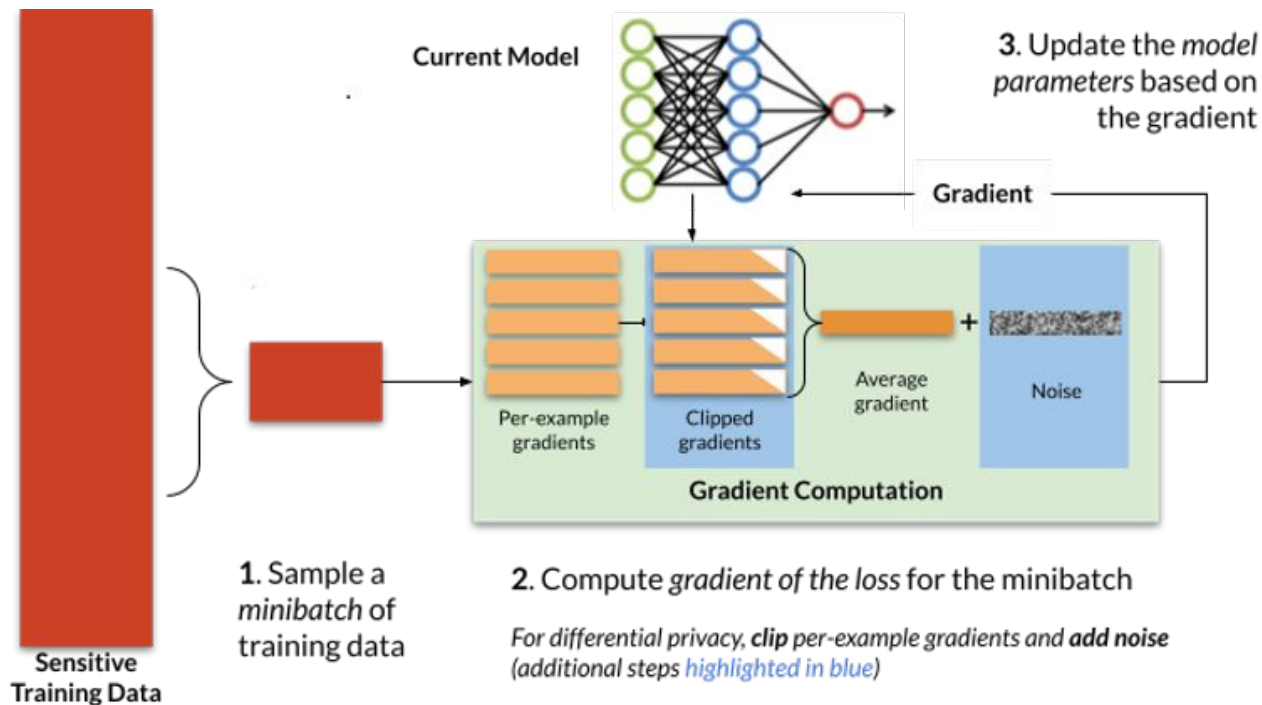 Current Model
3. Update the model
parameters based on
the gradient
Gradient
Per-example
gradients
Clipped
gradients
Average
gradient
+
Noise
Gradient Computation
1. Sample a
minibatch of
training data
2. Compute gradient of the loss for the minibatch
For differential privacy, clip per-example gradients and add noise
(additional steps highlighted in blue)
Sensitive
Training Data